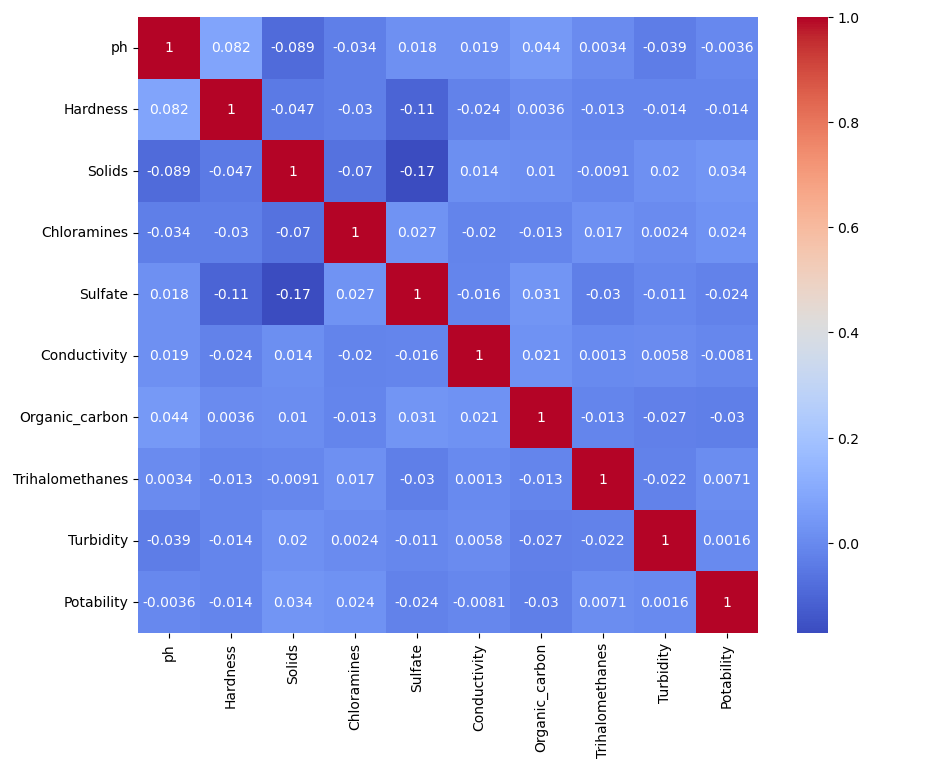 ph 1 0.082 -0.089 -0.034 0.018 0.019 0.044 0.0034 -0.039 -0.0036
Hardness 0.082 1 -0.047 -0.03 -0.11 -0.024 0.0036 -0.013 -0.014 -0.014
Solids -0.089 -0.047 1 -0.07 -0.17 0.014 0.01 -0.0091 0.02 0.034
Chloramines -0.034 -0.03 -0.07 1 0.027 -0.02 -0.013 0.017 0.0024 0.024
Sulfate 0.018 -0.11 -0.17 0.027 1 -0.016 0.031 -0.03 -0.011 -0.024
Conductivity 0.019 -0.024 0.014 -0.02 -0.016 1 0.021 0.0013 0.0058 -0.0081
Organic_carbon 0.044 0.0036 0.01 -0.013 0.031 0.021 1 -0.013 -0.027 -0.03
Trihalomethanes 0.0034 -0.013 -0.0091 0.017 -0.03 0.0013 -0.013 1 -0.022 0.0071
Turbidity -0.039 -0.014 0.02 0.0024 -0.011 0.0058 -0.027 -0.022 1 0.0016
Potability -0.0036 -0.014 0.034 0.024 -0.024 -0.0081 -0.03 0.0071 0.0016 1
ph
Hardness
Solids
Chloramines
Sulfate
Conductivity
Organic_carbon
Trihalomethanes
Turbidity
Potability
1.0
0.8
0.6
0.4
0.2
0.0